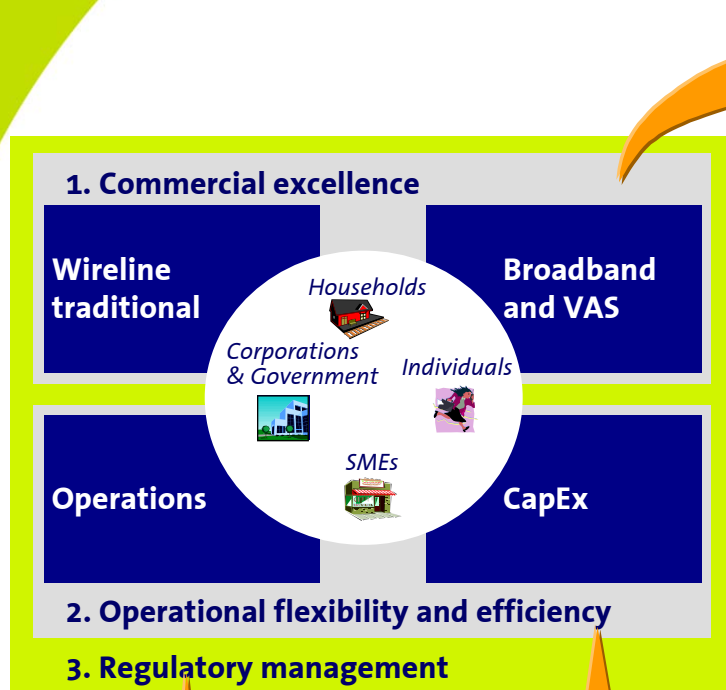 1. Commercial excellence
Wireline
traditional
Broadband
and VAS
Households
Corporations
& Government
Individuals
SMEs
Operations
CapEx
2. Operational flexibility and efficiency
3. Regulatory management